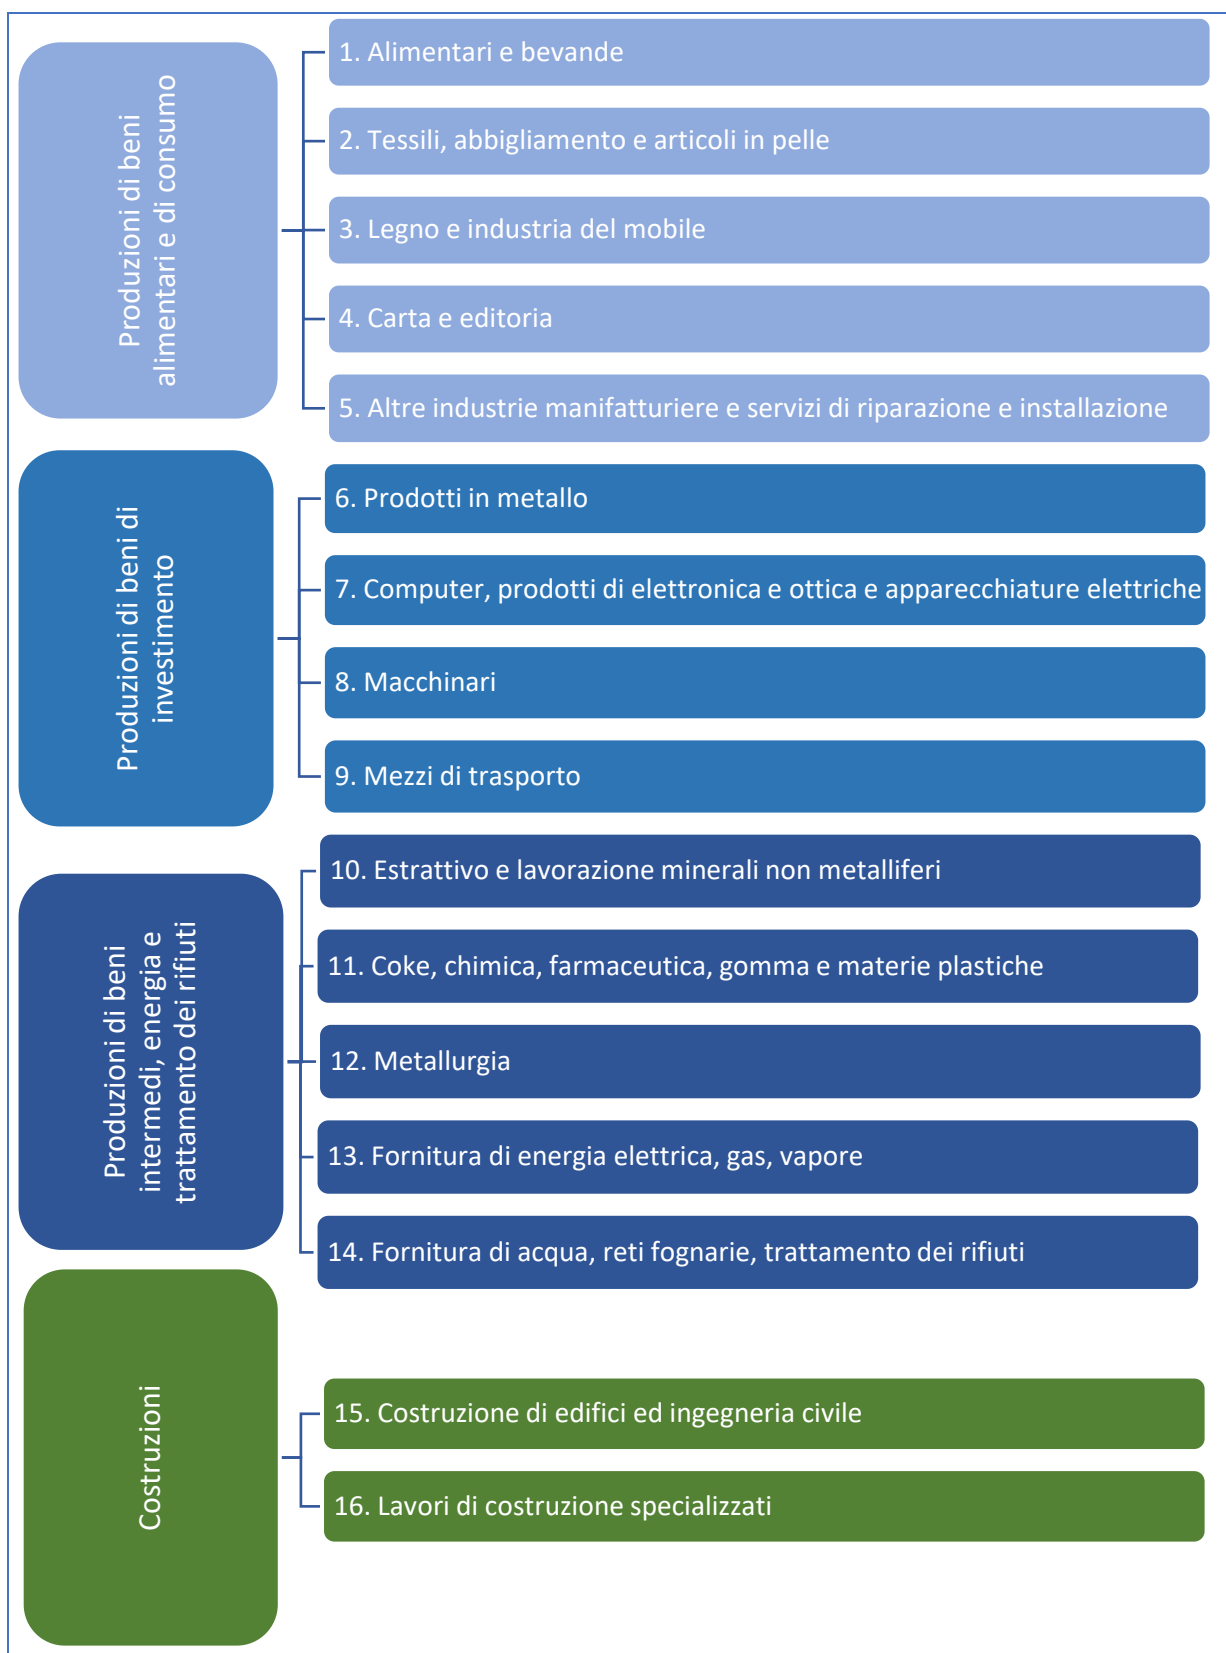 Produzioni di beni
alimentari e di consumo
1. Alimentari e bevande
2. Tessili, abbigliamento e articoli in pelle
3. Legno e industria del mobile
4. Carta e editoria
5. Altre industrie manifatturiere e servizi di riparazione e installazione
Produzioni di beni di
investimento
6. Prodotti in metallo
7. Computer, prodotti di elettronica e ottica e apparecchiature elettriche
8. Macchinari
9. Mezzi di trasporto
Produzioni di beni
intermedi, energia e
trattamento dei rifiuti
10. Estrattivo e lavorazione minerali non metalliferi
11. Coke, chimica, farmaceutica, gomma e materie plastiche
12. Metallurgia
13. Fornitura di energia elettrica, gas, vapore
14. Fornitura di acqua, reti fognarie, trattamento dei rifiuti
Costruzioni
15. Costruzione di edifici ed ingegneria civile
16. Lavori di costruzione specializzati